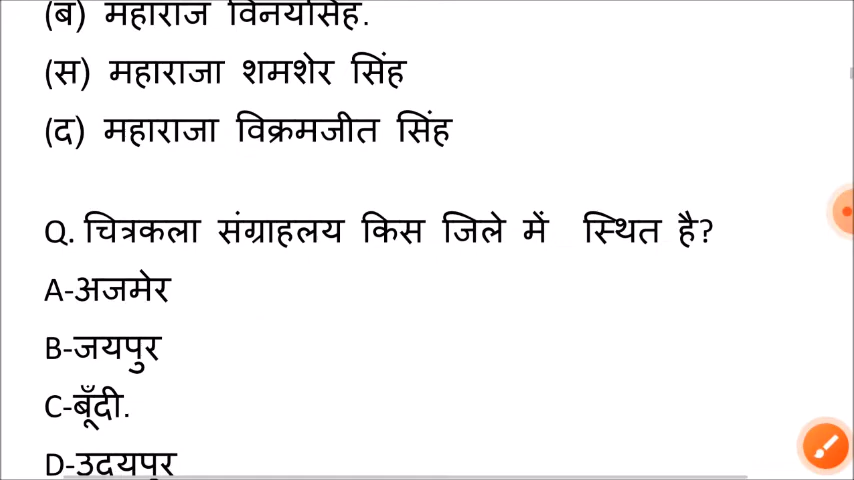 (ब) महाराज विनयसिंह.
(स) महाराजा शमशेर सिंह
(द) महाराजा विक्रमजीत सिंह
Q. चित्रकला संग्राहलय किस जिले में स्थित है?
A-अजमेर
B-जयपुर
C-बूँदी.
D-उदयपुर